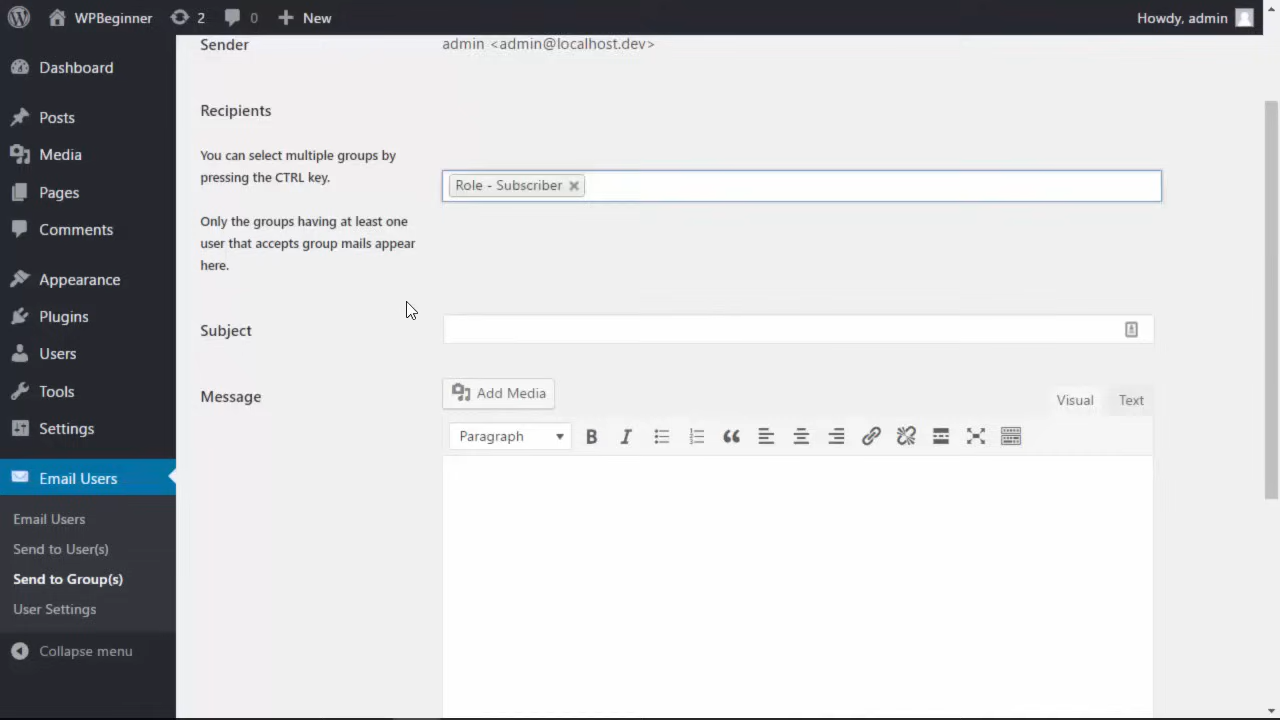 WPBeginner 2 0 New Howdy, admin
Dashboard
Posts
Media
Pages
Comments
Appearance
Plugins
Users
Tools
Settings
Email Users
Email Users
Send to User(s)
Send to Group(s)
User Settings
Collapse menu
Sender admin <admin@localhost.dev>
Recipients
You can select multiple groups by
pressing the CTRL key.
Only the groups having at least one
user that accepts group mails appear
here.
Role - Subscriber
Subject
Message
Add Media
Visual Text
Paragraph B I